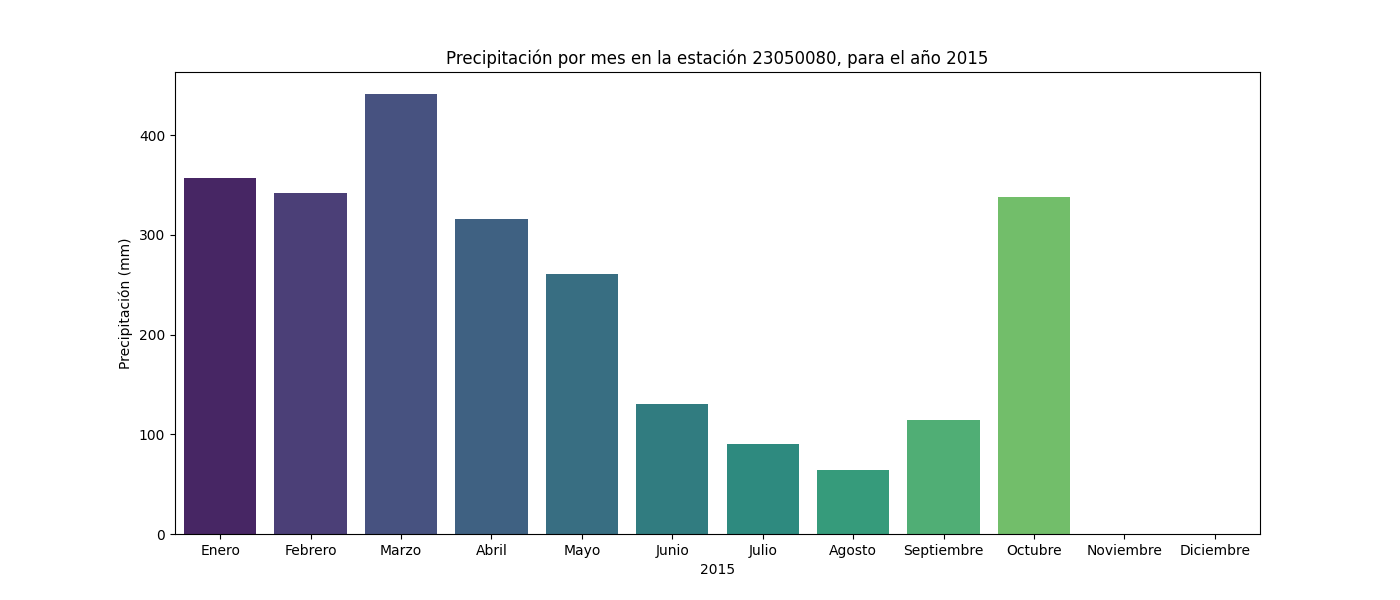 Precipitación por mes en la estación 23050080, para el año 2015
Precipitación (mm)
400
300
200
100
0
Enero Febrero Marzo Abril Mayo Junio Julio Agosto Septiembre Octubre Noviembre Diciembre
2015